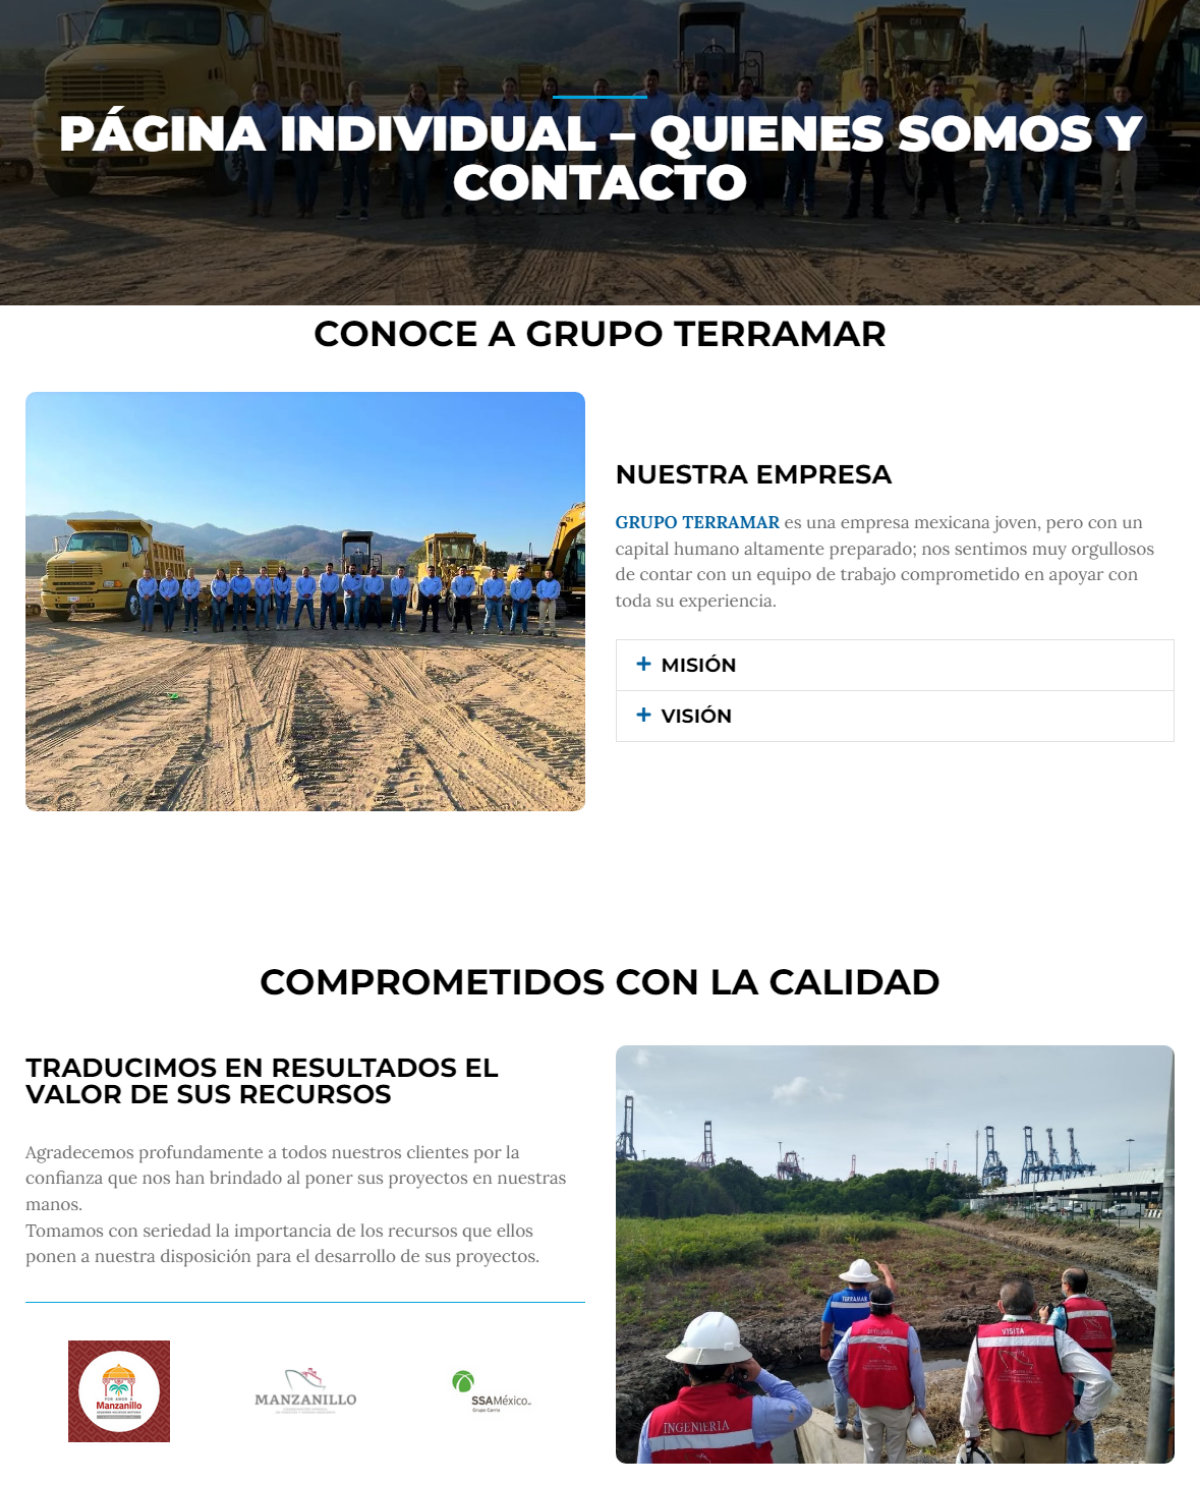 PÁGINA INDIVIDUAL – QUIENES SOMOS Y
CONTACTO
CONOCE A GRUPO TERRAMAR
NUESTRA EMPRESA
GRUPO TERRAMAR es una empresa mexicana joven, pero con un
capital humano altamente preparado; nos sentimos muy orgullosos
de contar con un equipo de trabajo comprometido en apoyar con
toda su experiencia.
MISIÓN
VISIÓN
COMPROMETIDOS CON LA CALIDAD
TRADUCIMOS EN RESULTADOS EL
VALOR DE SUS RECURSOS
Agradecemos profundamente a todos nuestros clientes por la
confianza que nos han brindado al poner sus proyectos en nuestras
manos.
Tomamos con seriedad la importancia de los recursos que ellos
ponen a nuestra disposición para el desarrollo de sus proyectos.
POR AMOR A
Manzanillo
MANZANILLO
SSAMéxico
Grupo Carrix
TERRAMAR
VISITA
INGENIERIA